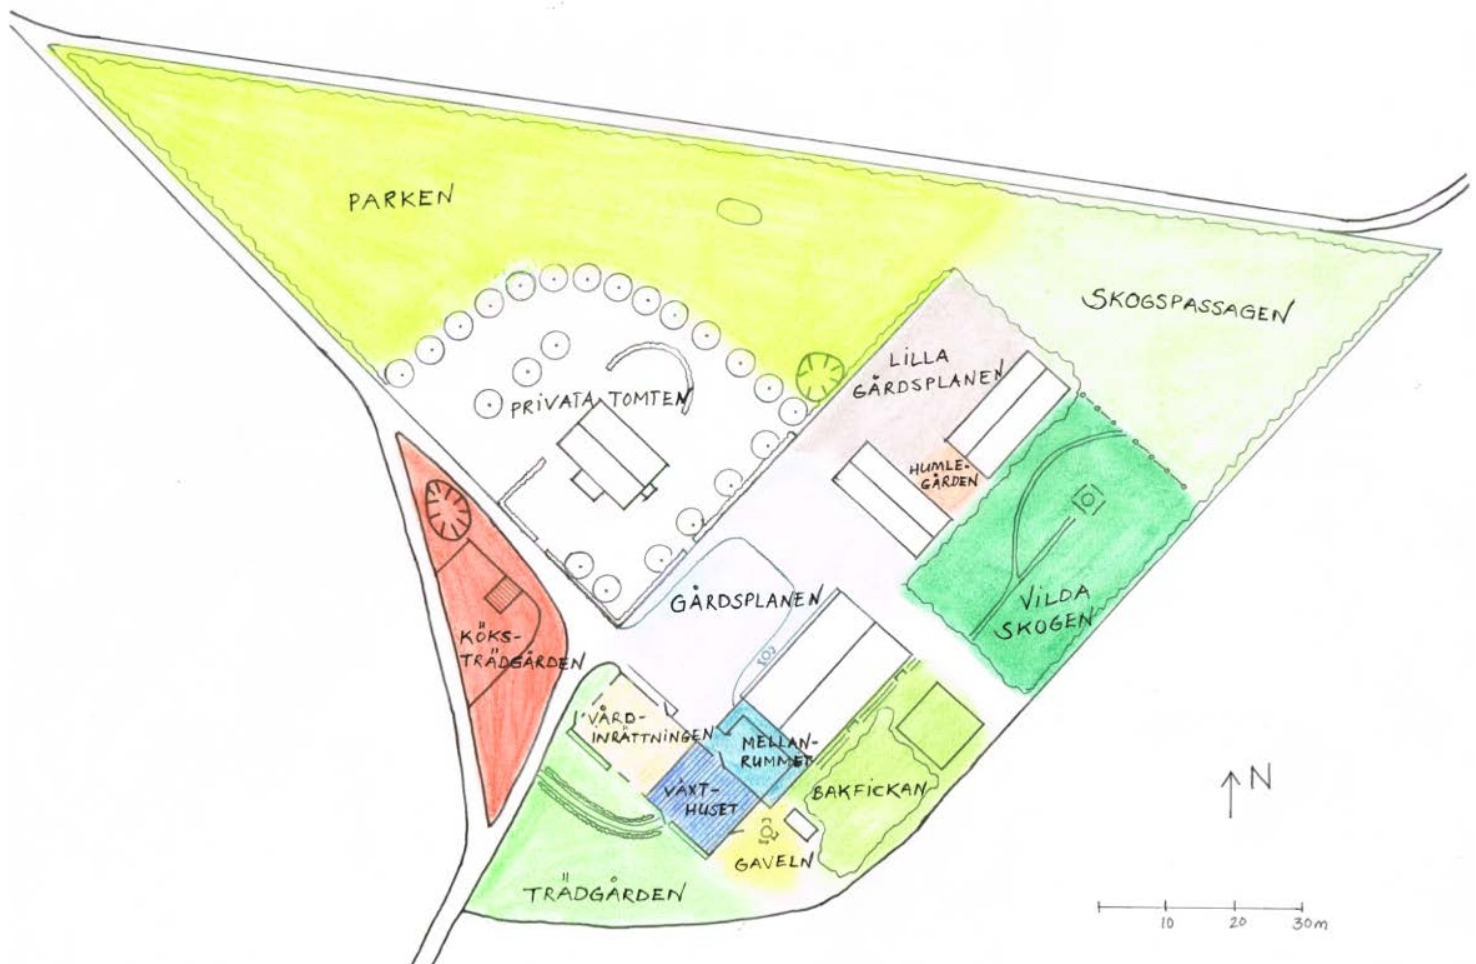 PARKEN
SKOGSPASSAGEN
LILLA
GÅRDSPLANEN
PRIVATA TOMTEN
HUMLE-
GÅRDEN
GÅRDSPLANEN
VILDA
SKOGEN
KÖKS-
TRÄDGÅRDEN
VÅRD-
INRÄTTNINGEN
MELLAN-
RUMMET
VÄXT-
HUSET
BAKFICKAN
GAVELN
TRÄDGÅRDEN
N
10 20 30m